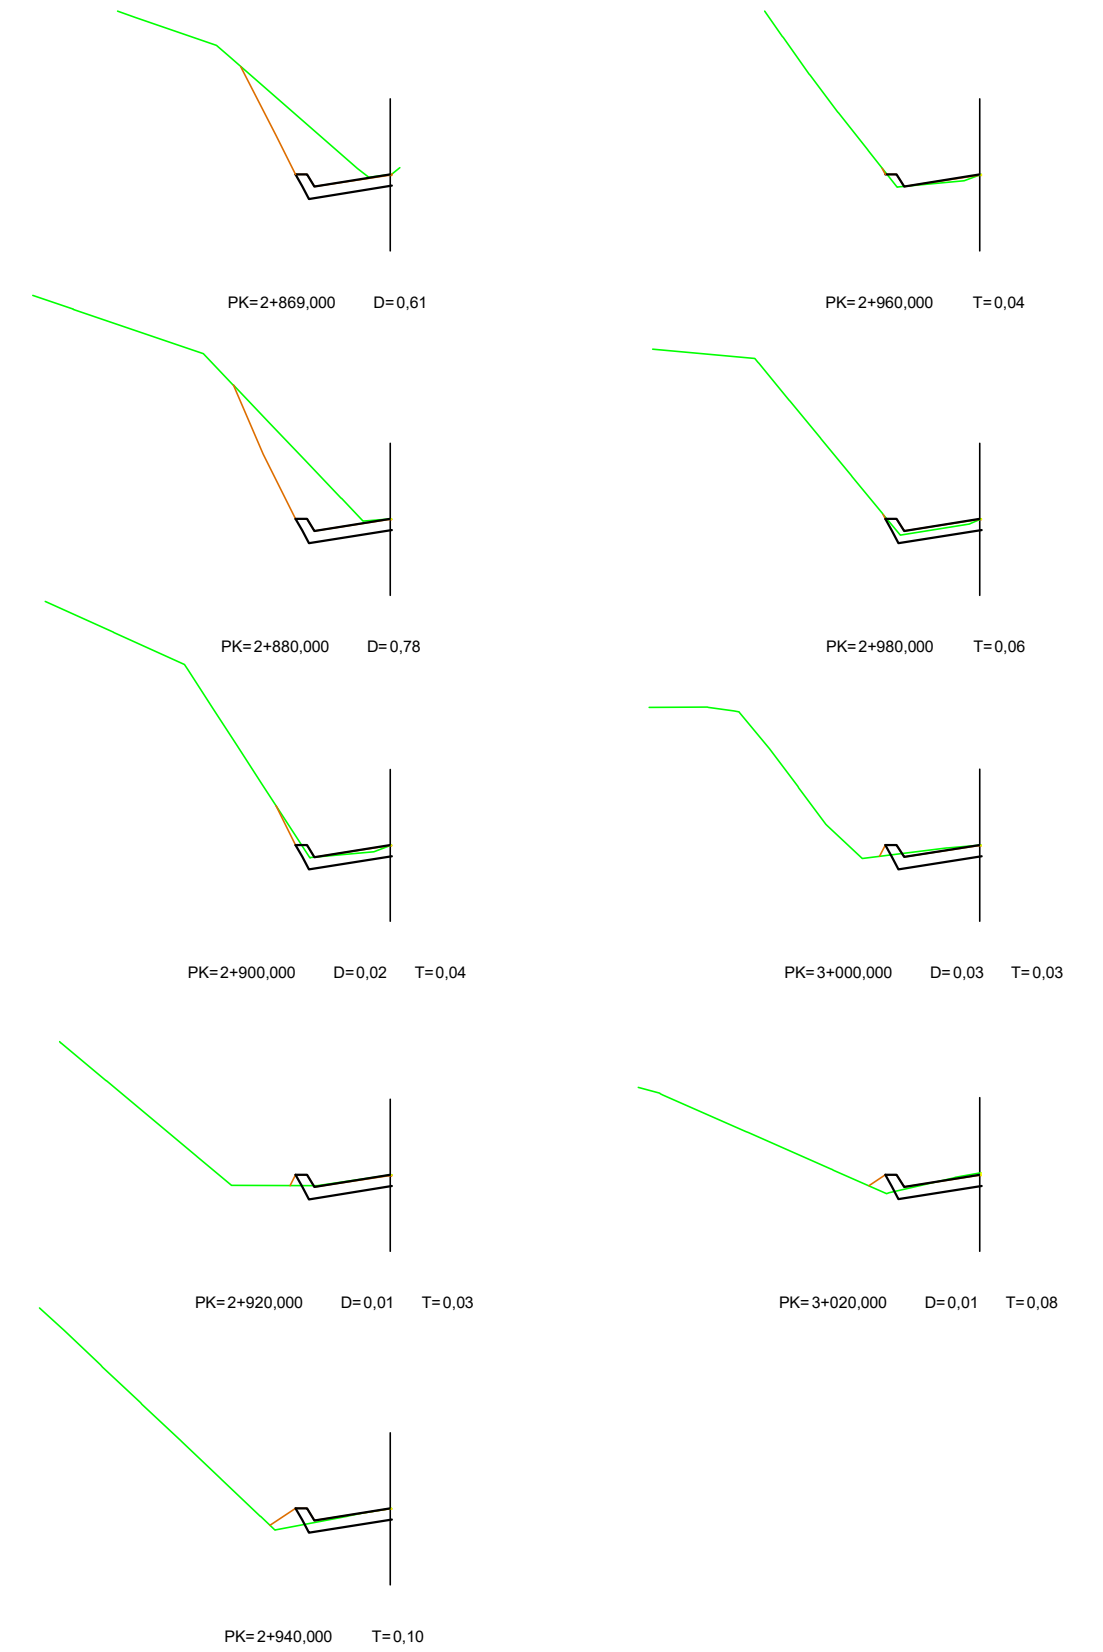 PK=2+869,000 D=0,61
PK=2+880,000 D=0,78
PK=2+900,000 D=0,02 T=0,04
PK=2+920,000 D=0,01 T=0,03
PK=2+940,000 T=0,10
PK=2+960,000 T=0,04
PK=2+980,000 T=0,06
PK=3+000,000 D=0,03 T=0,03
PK=3+020,000 D=0,01 T=0,08